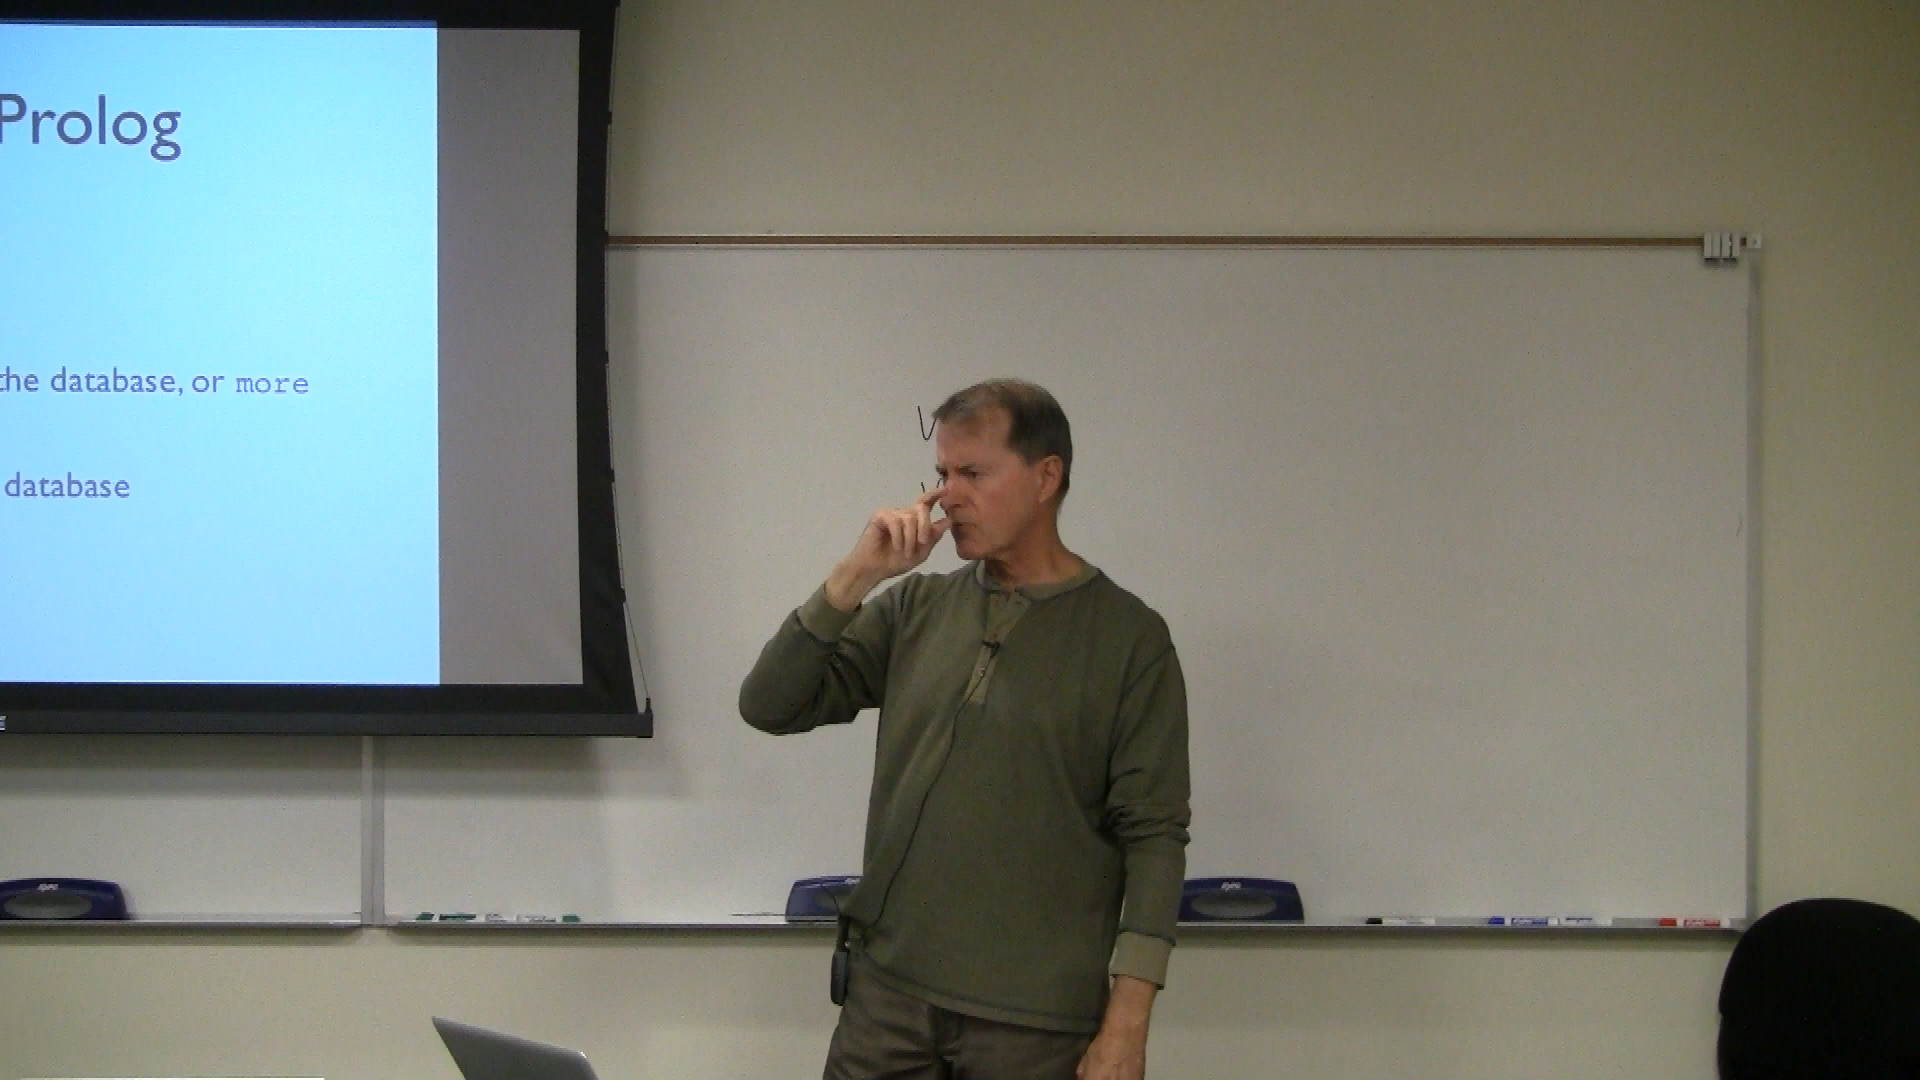 Prolog
the database, or more
database